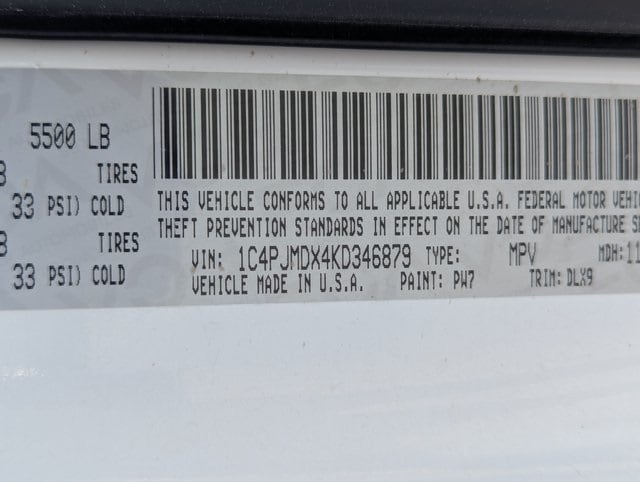 5500 LB
TIRES
33 PSI) COLD
TIRES
33 PSI) COLD
THIS VEHICLE CONFORMS TO ALL APPLICABLE U.S.A. FEDERAL MOTOR
THEFT PREVENTION STANDARDS IN EFFECT ON THE DATE OF MANUFACTURE
VIN: 1C4PJMDX4KD346879 TYPE: MPV MDH:11
VEHICLE MADE IN U.S.A. PAINT: PW7 TRIM: DLX9